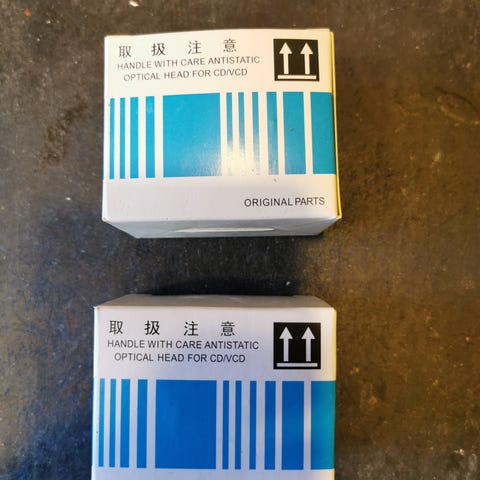 取扱注意
HANDLE WITH CARE ANTISTATIC
OPTICAL HEAD FOR CD/VCD
ORIGINAL PARTS
取扱注意
HANDLE WITH CARE ANTISTATIC
OPTICAL HEAD FOR CD/VCD